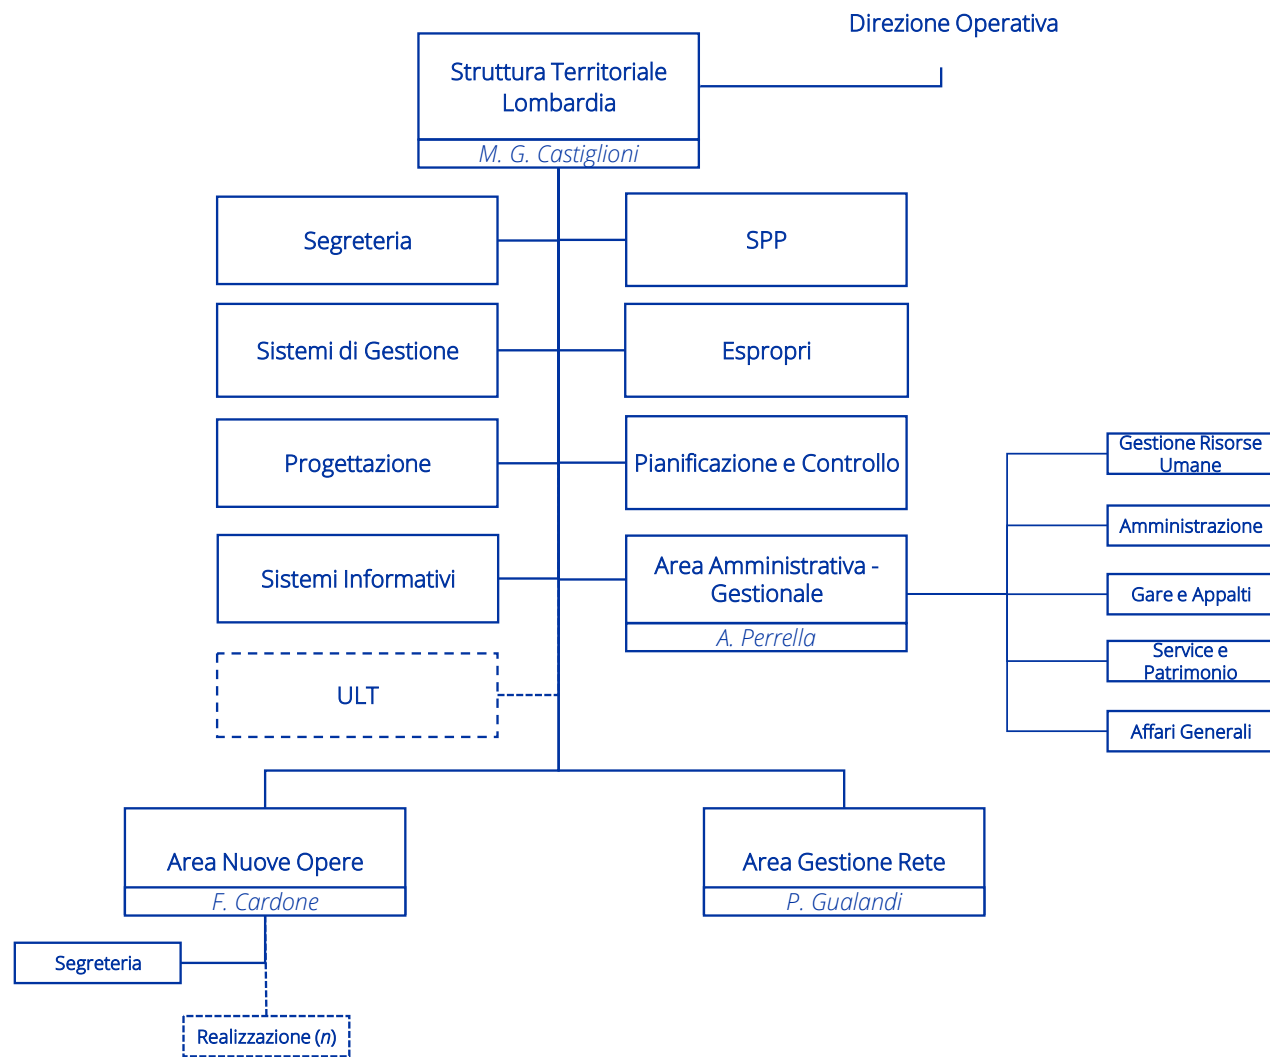 Direzione Operativa
Struttura Territoriale
Lombardia
M. G. Castiglioni
Segreteria
SPP
Sistemi di Gestione
Espropri
Progettazione
Pianificazione e Controllo
Sistemi Informativi
Area Amministrativa -
Gestionale
A. Perrella
Gestione Risorse
Umane
Amministrazione
Gare e Appalti
Service e
Patrimonio
Affari Generali
ULT
Area Nuove Opere
F. Cardone
Area Gestione Rete
P. Gualandi
Segreteria
Realizzazione (n)